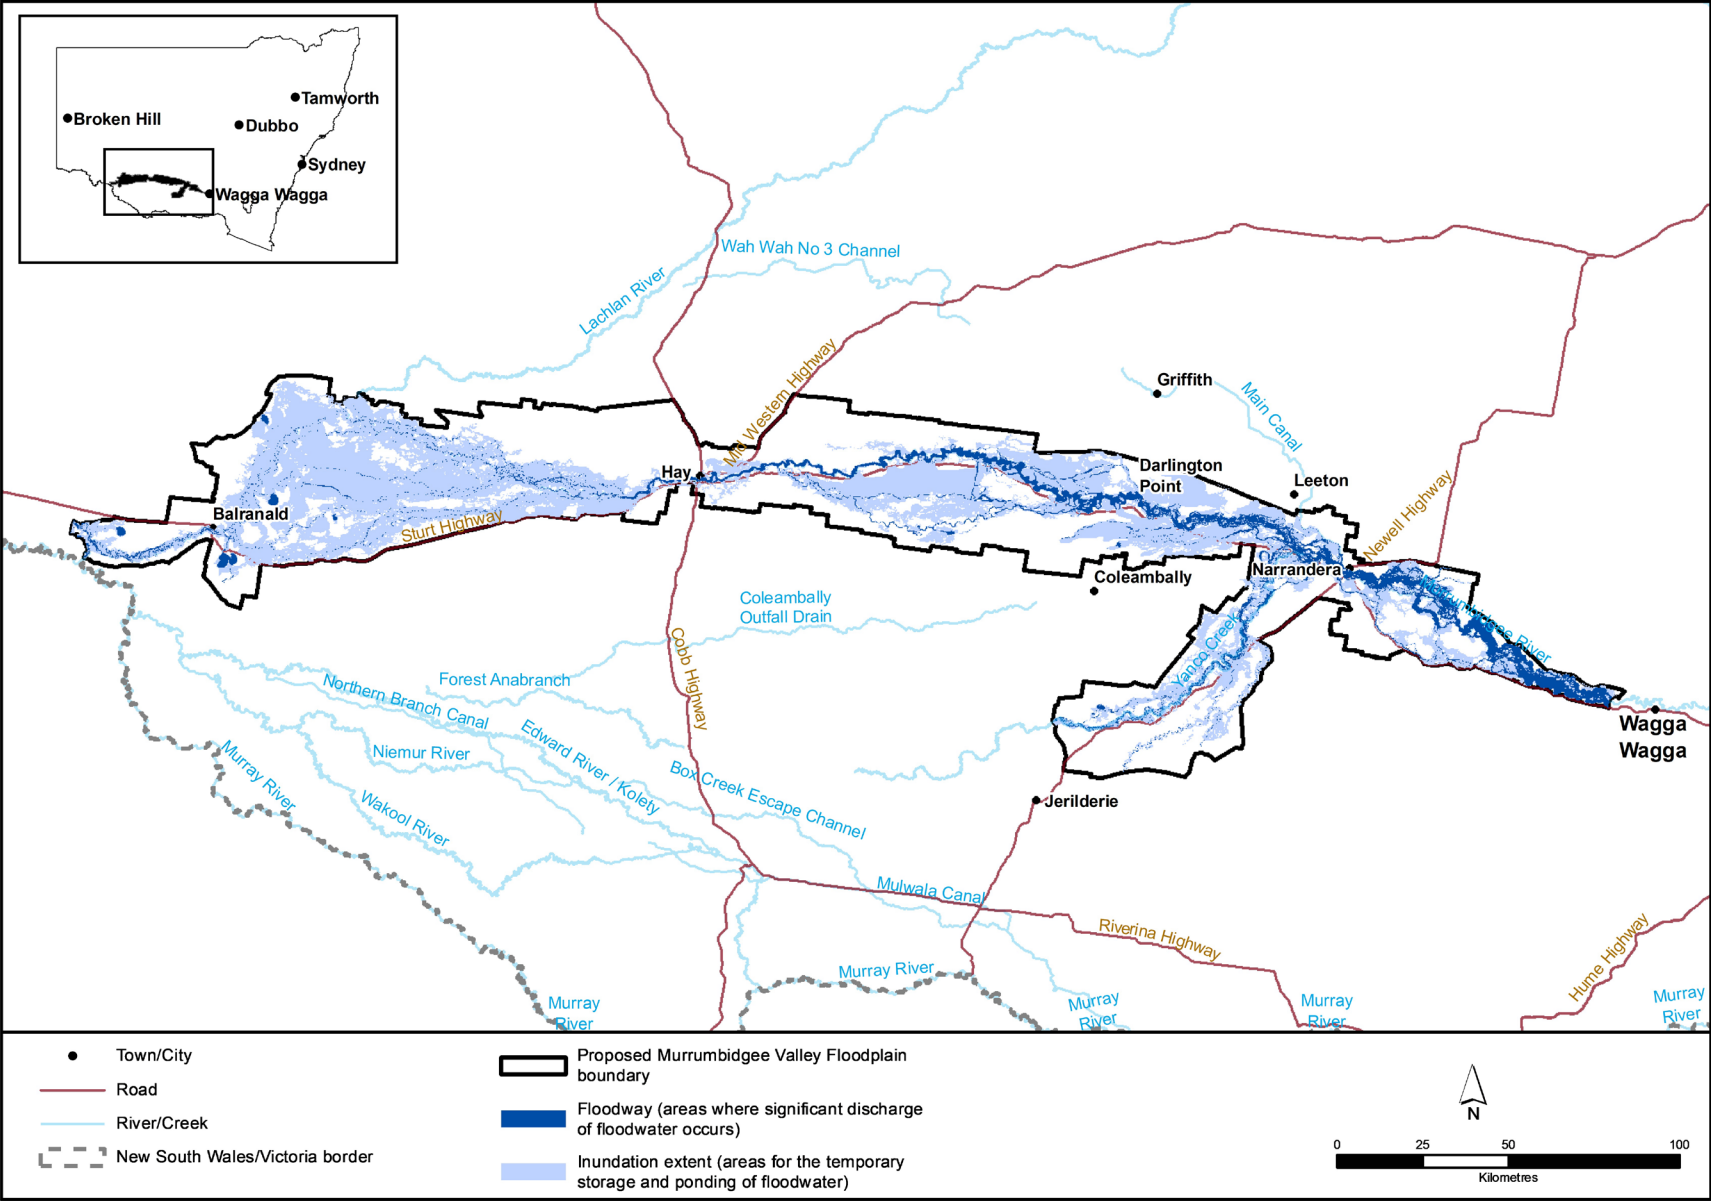 Tamworth
Broken Hill
Dubbo
Sydney
Wagga Wagga
Wah Wah No 3 Channel
Lachlan River
Mid Western Highway
Griffith
Main Canal
Hay
Darlington
Point
Leeton
Newell Highway
Balranald
Sturt Highway
Narrandera
Coleambally
Murrumbidgee River
Coleambally
Outfall Drain
Yanco Creek
Cobb Highway
Forest Anabranch
Northern Branch Canal
Wagga
Wagga
Edward River / Kolety
Niemur River
Murray River
Box Creek Escape Channel
Wakool River
Jerilderie
Mulwala Canal
Riverina Highway
Hume Highway
Murray River
Murray
River
Murray
River
Murray
River
Murray
River
Town/City
Road
River/Creek
New South Wales/Victoria border
Proposed Murrumbidgee Valley Floodplain
boundary
Floodway (areas where significant discharge
of floodwater occurs)
Inundation extent (areas for the temporary
storage and ponding of floodwater)
N
0 25 50 100
Kilometres